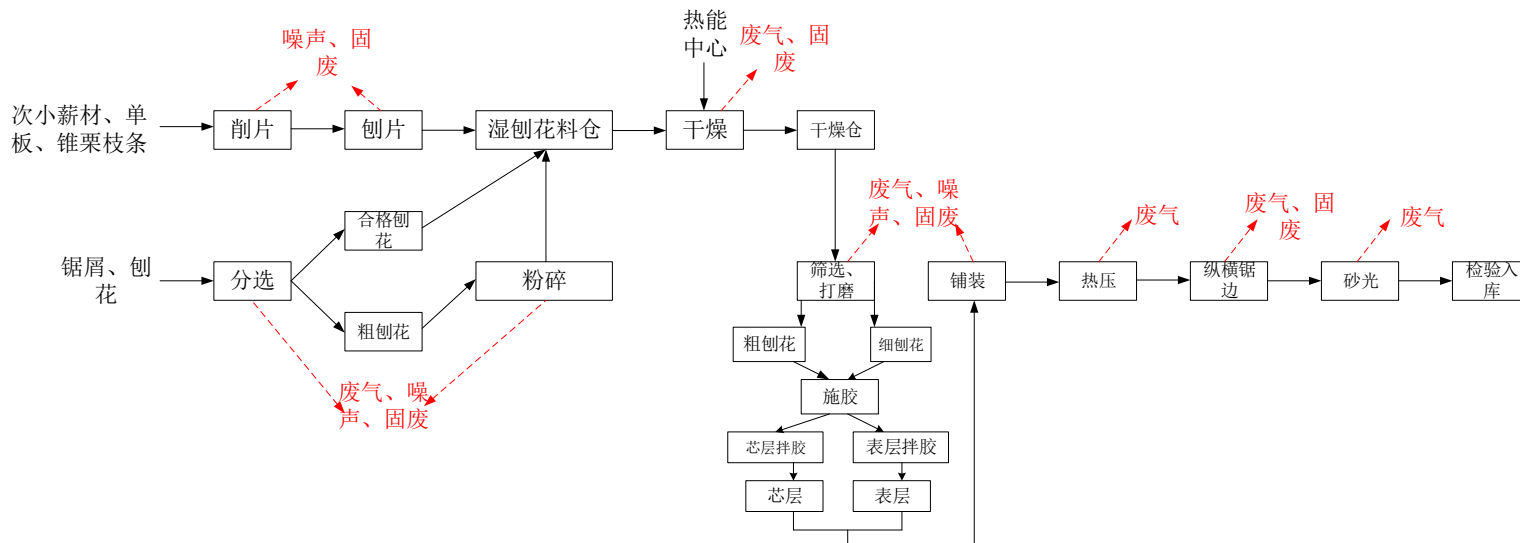 噪声、固
废
热能
中心
废气、固
废
次小薪材、单
板、锥栗枝条
削片
刨片
湿刨花料仓
干燥
干燥仓
合格刨
花
废气、噪
声、固废
废气
废气、固
废
废气
锯屑、刨
花
分选
粉碎
筛选、
打磨
铺装
热压
纵横锯
边
砂光
检验入
库
粗刨花
粗刨花
细刨花
废气、噪
声、固废
施胶
芯层拌胶
表层拌胶
芯层
表层